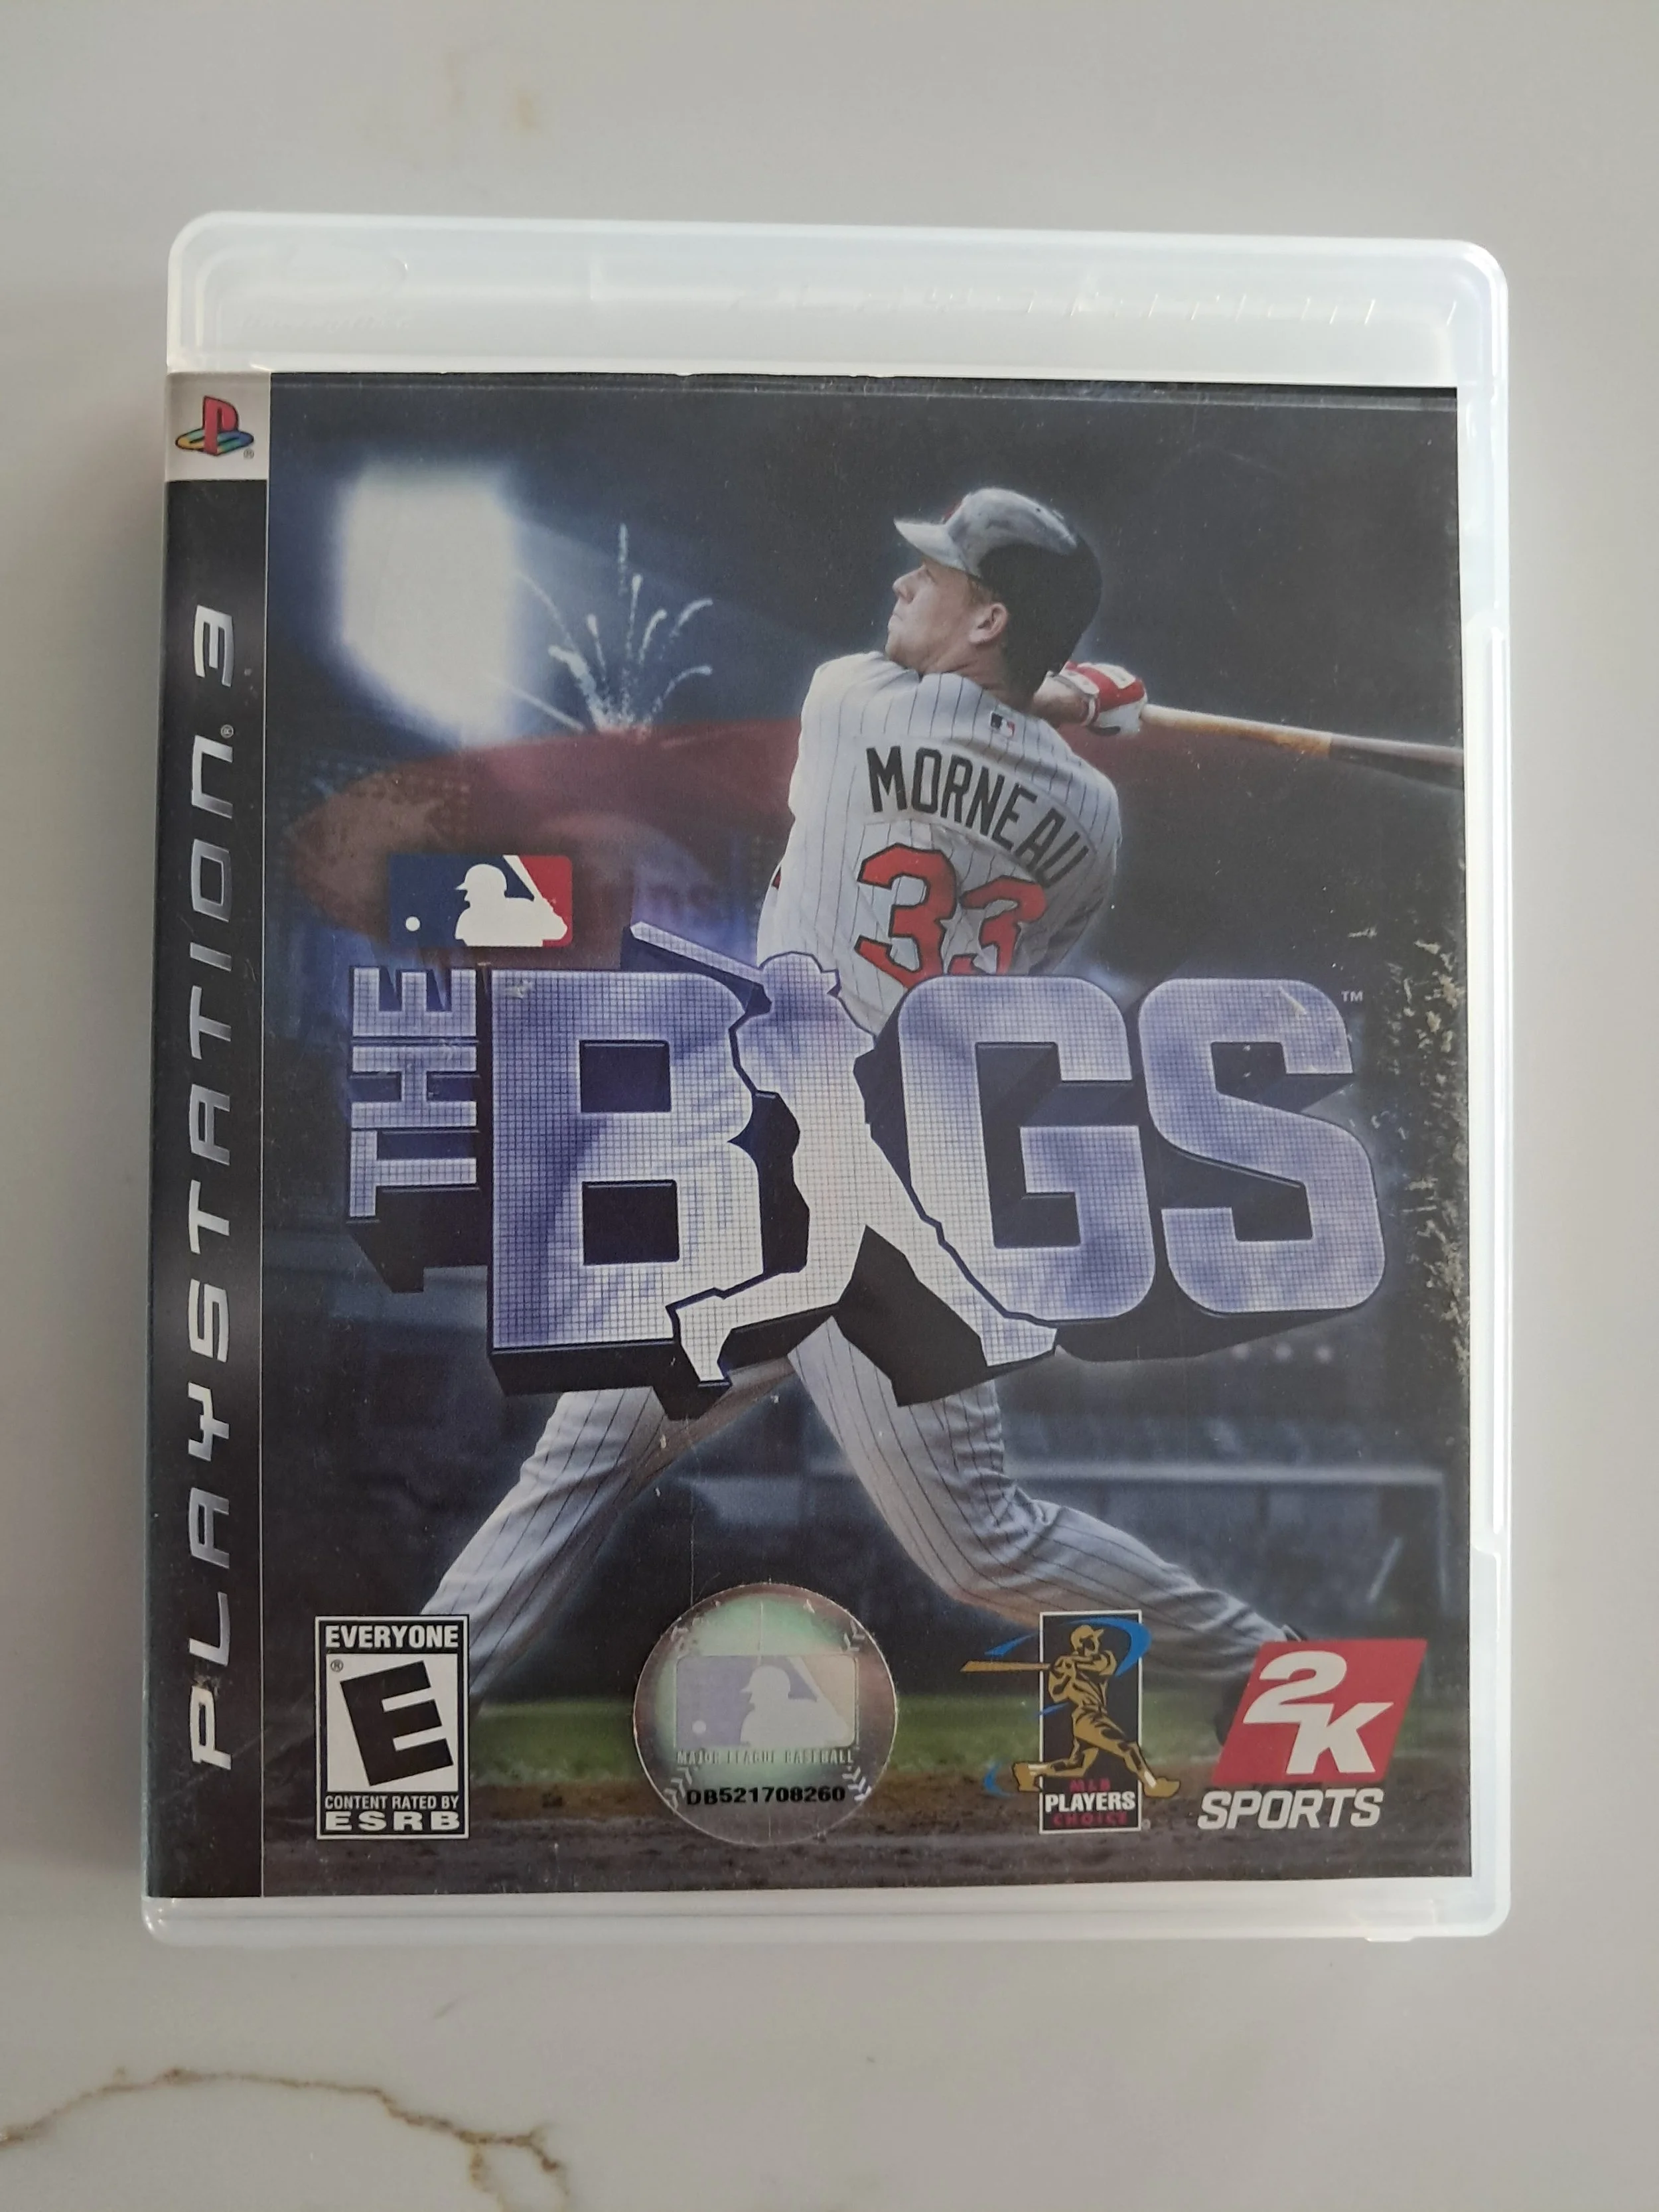 PLAYSTATION®3
MORNEAU
33
THE BIGS™
EVERYONE
E
CONTENT RATED BY
ESRB
MAJOR LEAGUE BASEBALL
DB521708260
MLB
PLAYERS
CHOICE
2K
SPORTS